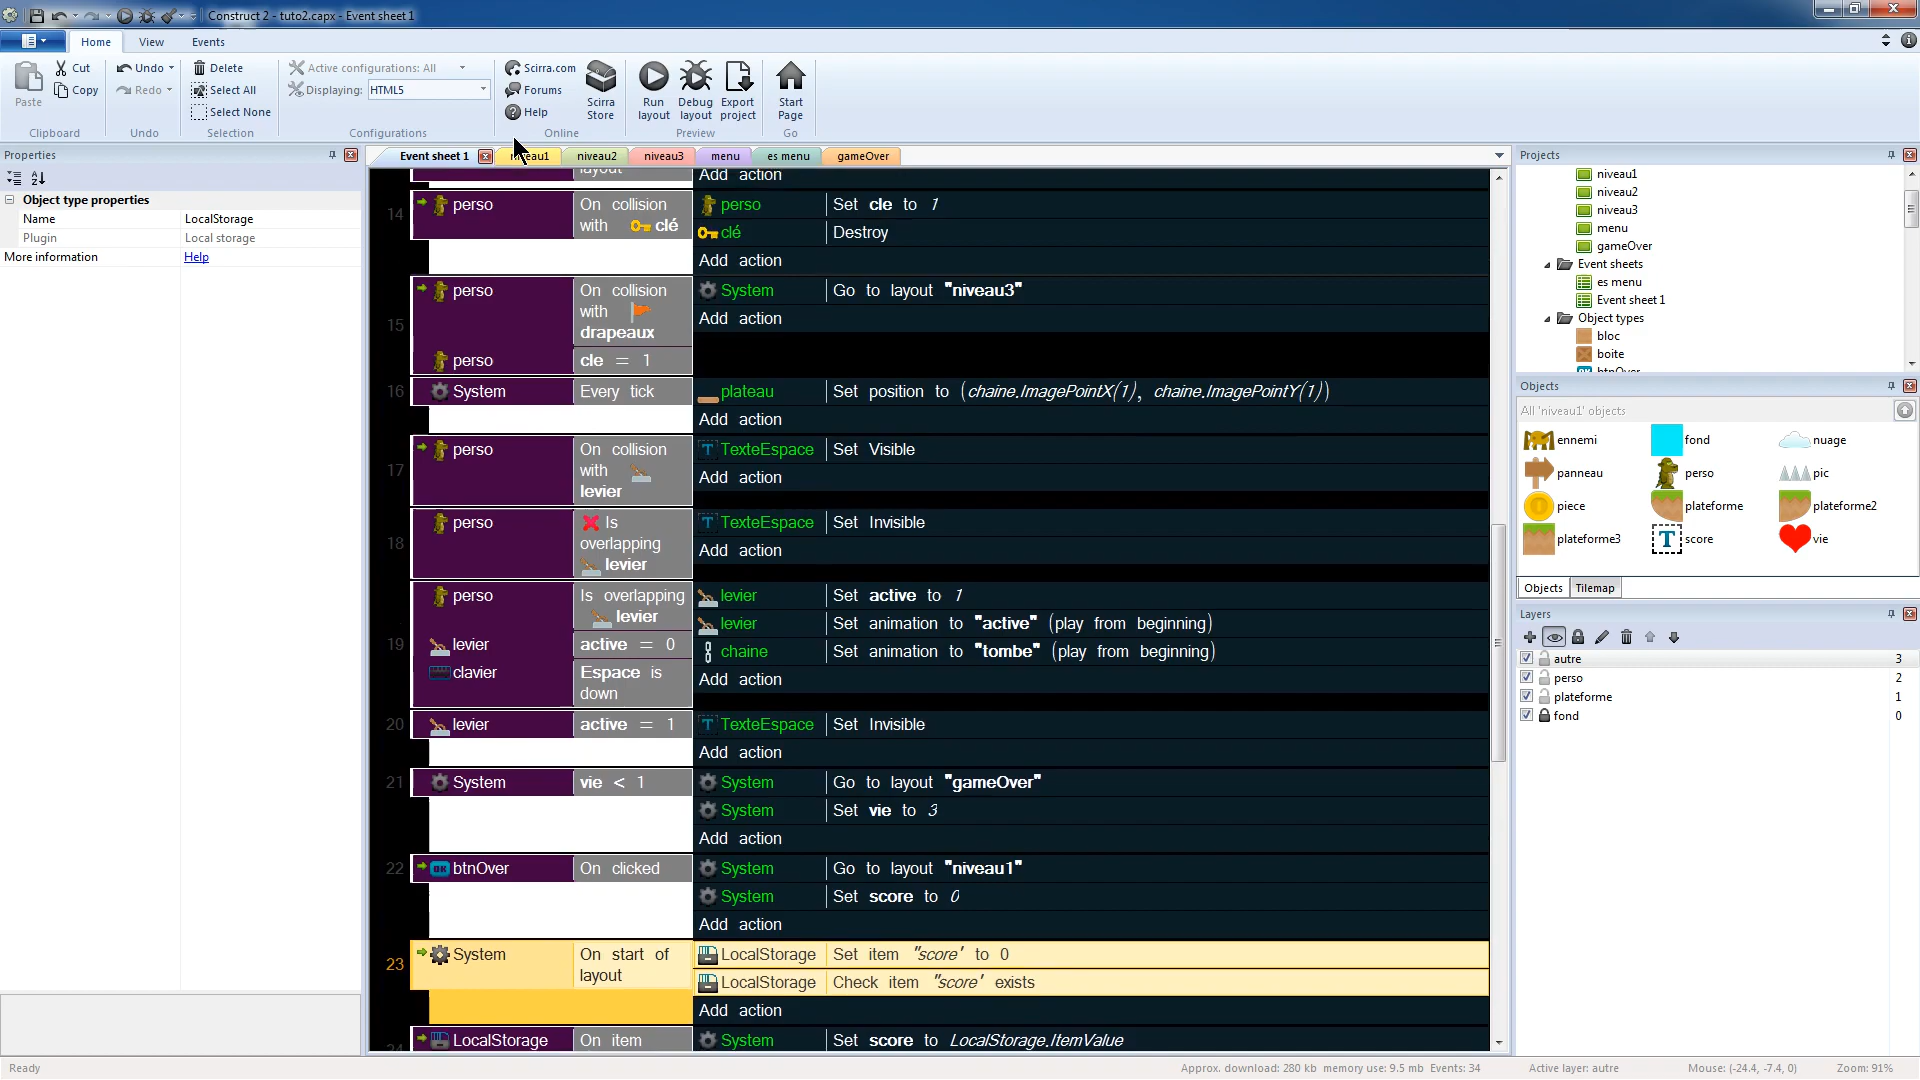 Construct 2 - tuto2.capx - Event sheet 1
Home View Events
Paste Cut Copy Clipboard
Undo Redo Undo
Delete Select All Select None Selection
Active configurations: All
Displaying: HTML5
Configurations
Scirra.com Forums Help Scirra Store Online
Run layout Debug layout Export project Preview
Start Page Go
Properties
Object type properties
Name LocalStorage
Plugin Local storage
More information Help
Event sheet 1 niveau1 niveau2 niveau3 menu es menu gameOver
layout Add action
14 perso On collision with clé perso Set cle to 1
clé Destroy
Add action
15 perso On collision with drapeaux System Go to layout "niveau3"
Add action
perso cle = 1
16 System Every tick plateau Set position to (chaine.ImagePointX(1), chaine.ImagePointY(1))
Add action
17 perso On collision with levier TexteEspace Set Visible
Add action
18 perso Is overlapping levier TexteEspace Set Invisible
Add action
19 perso Is overlapping levier levier Set active to 1
levier active = 0 levier Set animation to "active" (play from beginning)
clavier Espace is down chaine Set animation to "tombe" (play from beginning)
Add action
20 levier active = 1 TexteEspace Set Invisible
Add action
21 System vie < 1 System Go to layout "gameOver"
System Set vie to 3
Add action
22 btnOver On clicked System Go to layout "niveau1"
System Set score to 0
Add action
23 System On start of layout LocalStorage Set item "score" to 0
LocalStorage Check item "score" exists
Add action
24 LocalStorage On item System Set score to LocalStorage.ItemValue
Projects
niveau1
niveau2
niveau3
menu
gameOver
Event sheets
es menu
Event sheet 1
Object types
bloc
boite
btnOver
Objects
All 'niveau1' objects
ennemi fond nuage
panneau perso pic
piece plateforme plateforme2
plateforme3 T score vie
Objects Tilemap
Layers
autre 3
perso 2
plateforme 1
fond 0
Ready
Approx. download: 280 kb memory use: 9.5 mb Events: 34 Active layer: autre Mouse: (-24.4, -7.4, 0) Zoom: 91%